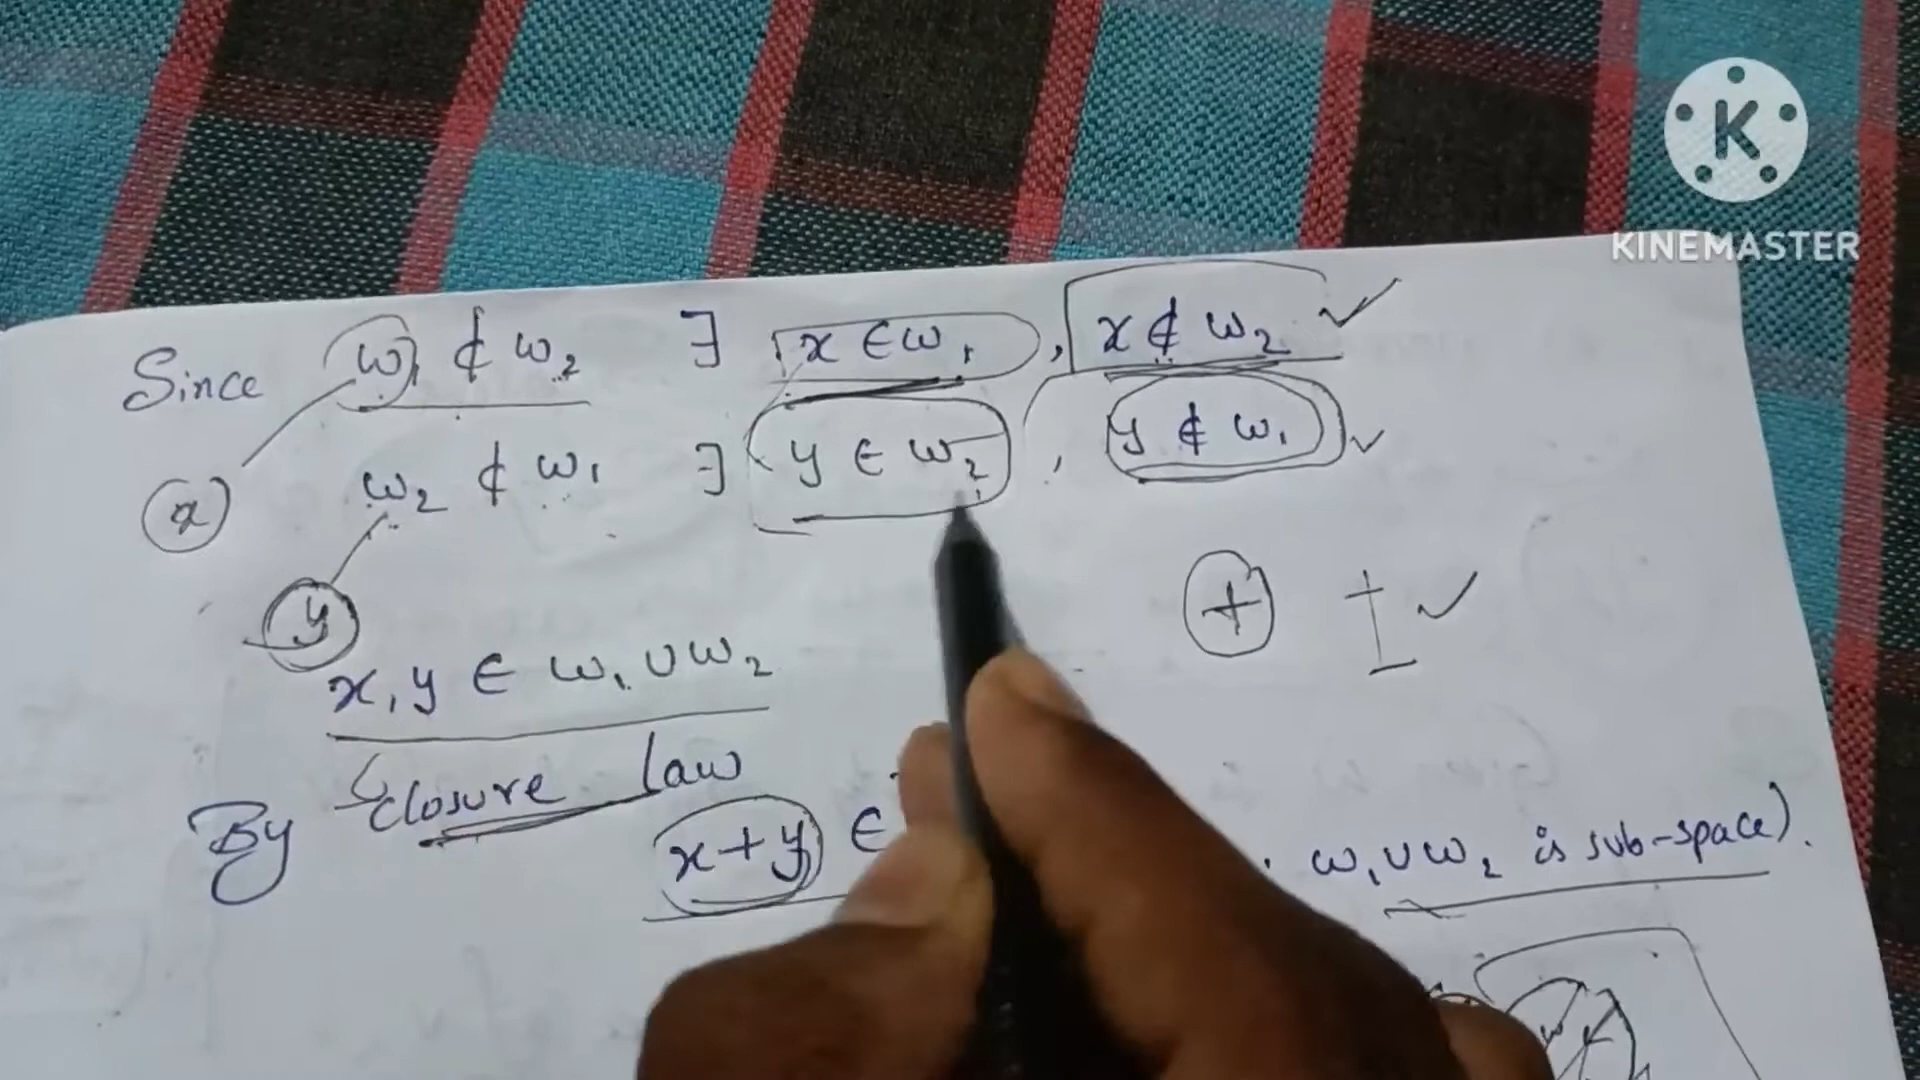 K
KINEMASTER
Since W₁ ⊄ W₂ ∃ x ∈ W₁, x ∉ W₂ ✓
x W₂ ⊄ W₁ ∃ y ∈ W₂, y ∉ W₁ ✓
y + + ✓
x, y ∈ W₁ ∪ W₂
By closure law
x+y ∈ W₁ ∪ W₂ is sub-space).